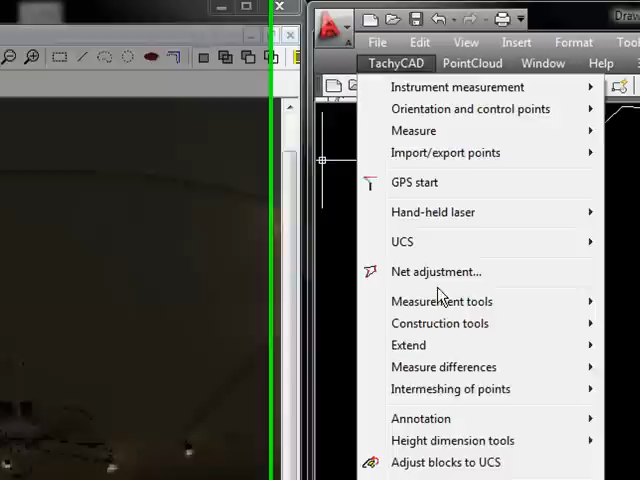 Draw
File Edit View Insert Format
TachyCAD PointCloud Window Help
Instrument measurement
Orientation and control points
Measure
Import/export points
GPS start
Hand-held laser
UCS
Net adjustment...
Measurement tools
Construction tools
Extend
Measure differences
Intermeshing of points
Annotation
Height dimension tools
Adjust blocks to UCS